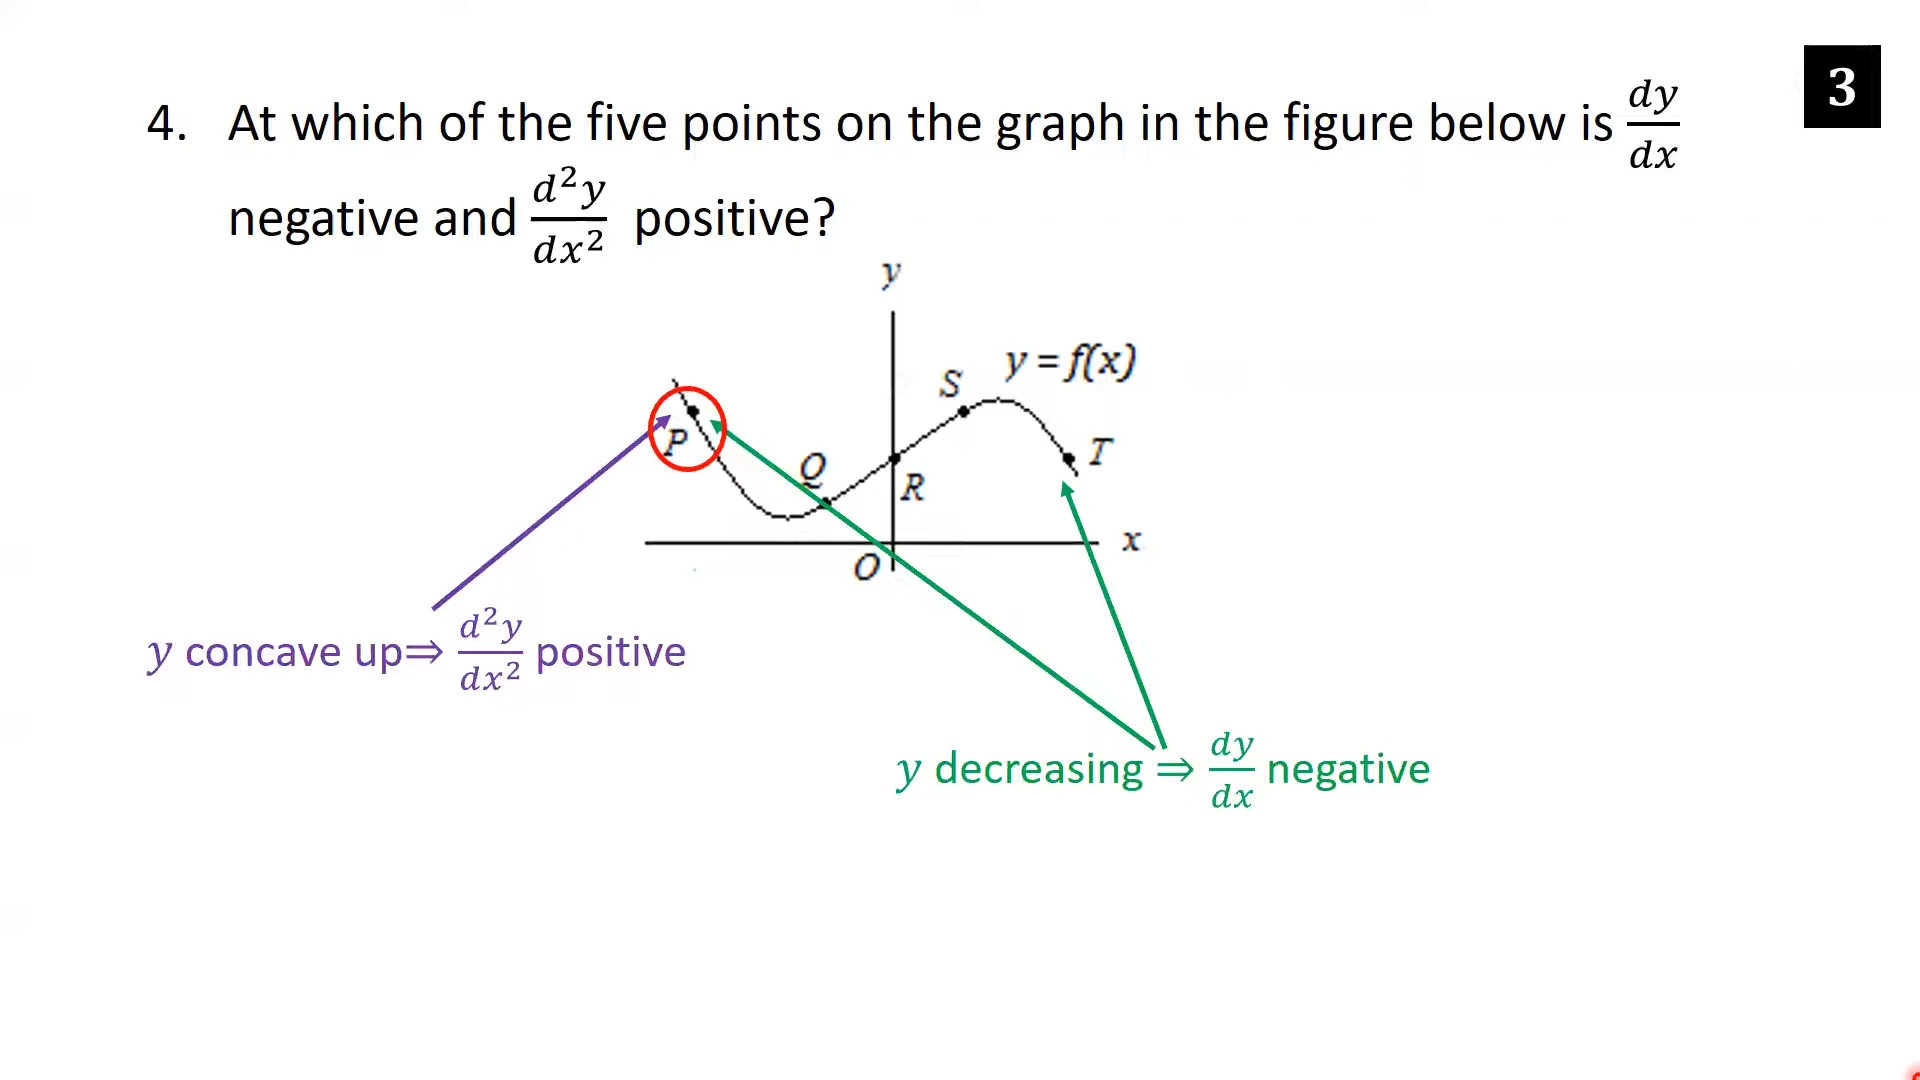 3
4. At which of the five points on the graph in the figure below is dy/dx
negative and d²y/dx² positive?
y
y = f(x)
S
P
Q
T
R
x
O
y concave up⇒ d²y/dx² positive
y decreasing ⇒ dy/dx negative